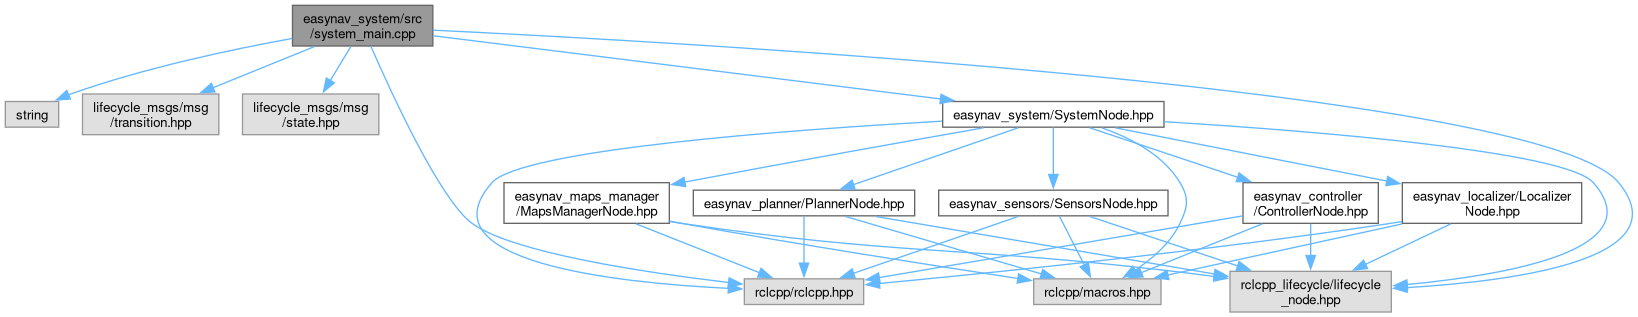 easynav_system/src
/system_main.cpp
string
lifecycle_msgs/msg
/transition.hpp
lifecycle_msgs/msg
/state.hpp
easynav_system/SystemNode.hpp
easynav_maps_manager
/MapsManagerNode.hpp
easynav_planner/PlannerNode.hpp
easynav_sensors/SensorsNode.hpp
easynav_controller
/ControllerNode.hpp
easynav_localizer/Localizer
Node.hpp
rclcpp/rclcpp.hpp
rclcpp/macros.hpp
rclcpp_lifecycle/lifecycle
_node.hpp